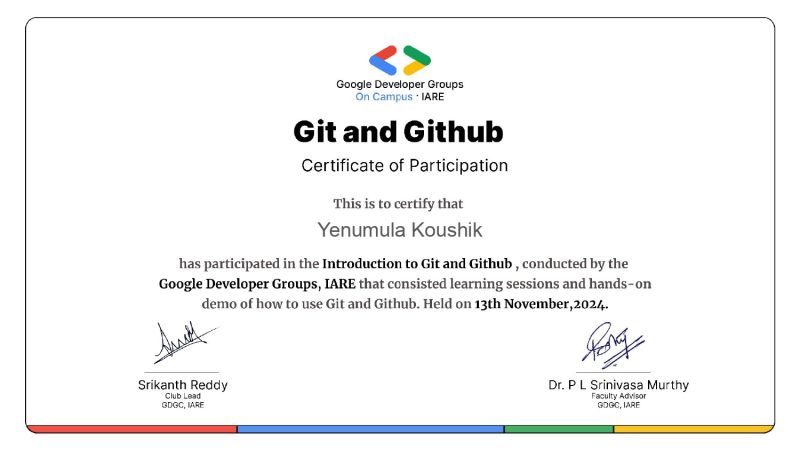 Google Developer Groups
On Campus · IARE
Git and Github
Certificate of Participation
This is to certify that
Yenumula Koushik
has participated in the Introduction to Git and Github , conducted by the
Google Developer Groups, IARE that consisted learning sessions and hands-on
demo of how to use Git and Github. Held on 13th November,2024.
Srikanth Reddy
Club Lead
GDGC, IARE
Dr. P L Srinivasa Murthy
Faculty Advisor
GDGC, IARE